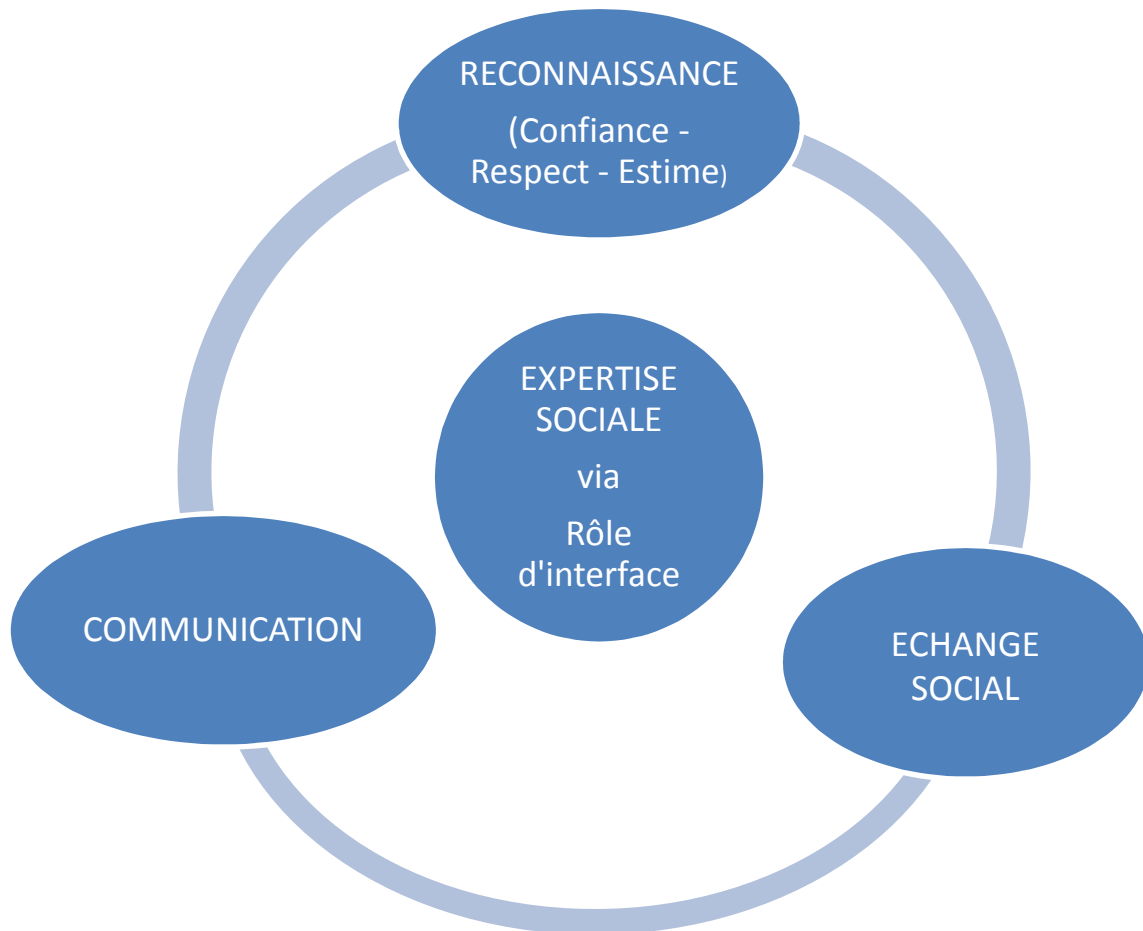 RECONNAISSANCE
(Confiance -
Respect - Estime)
EXPERTISE
SOCIALE
via
Rôle
d'interface
COMMUNICATION
ECHANGE
SOCIAL